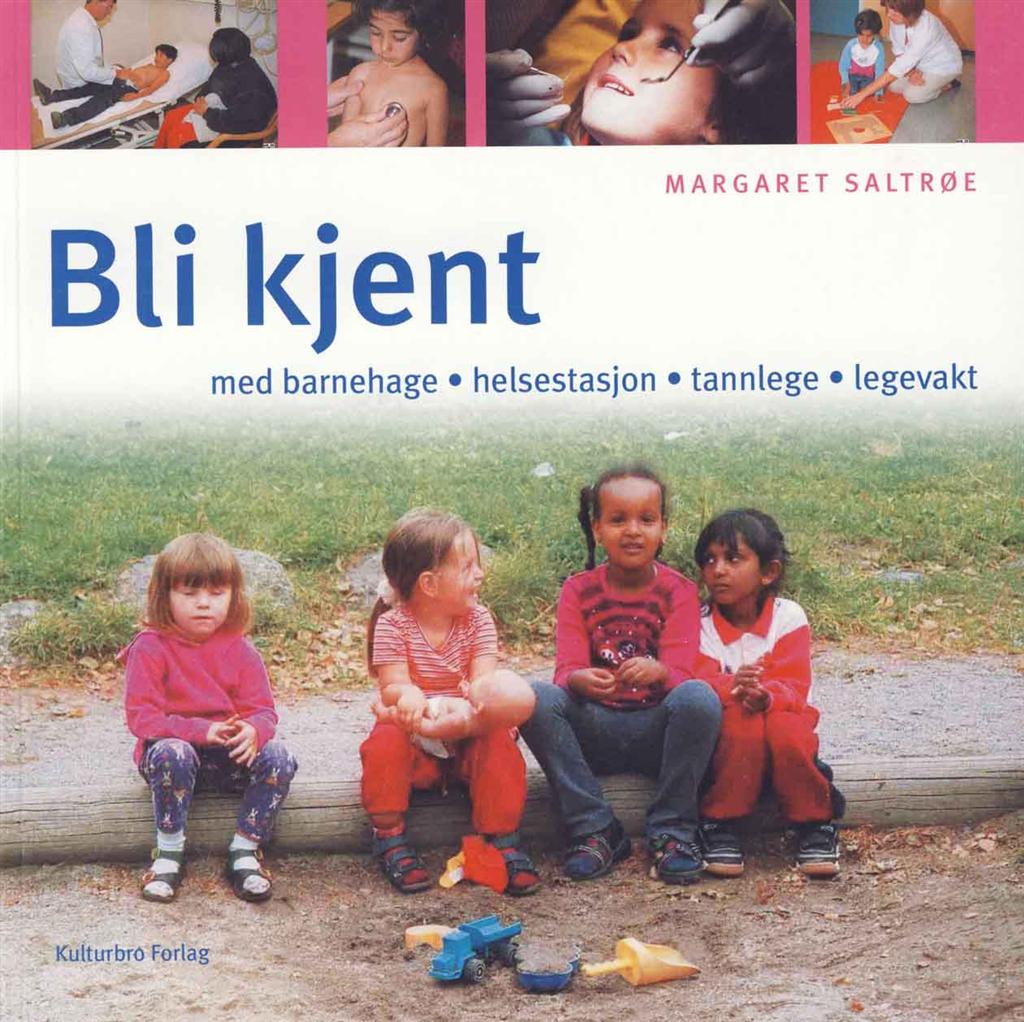 MARGARET SALTRØE
Bli kjent
med barnehage • helsestasjon • tannlege • legevakt
Kulturbro Forlag